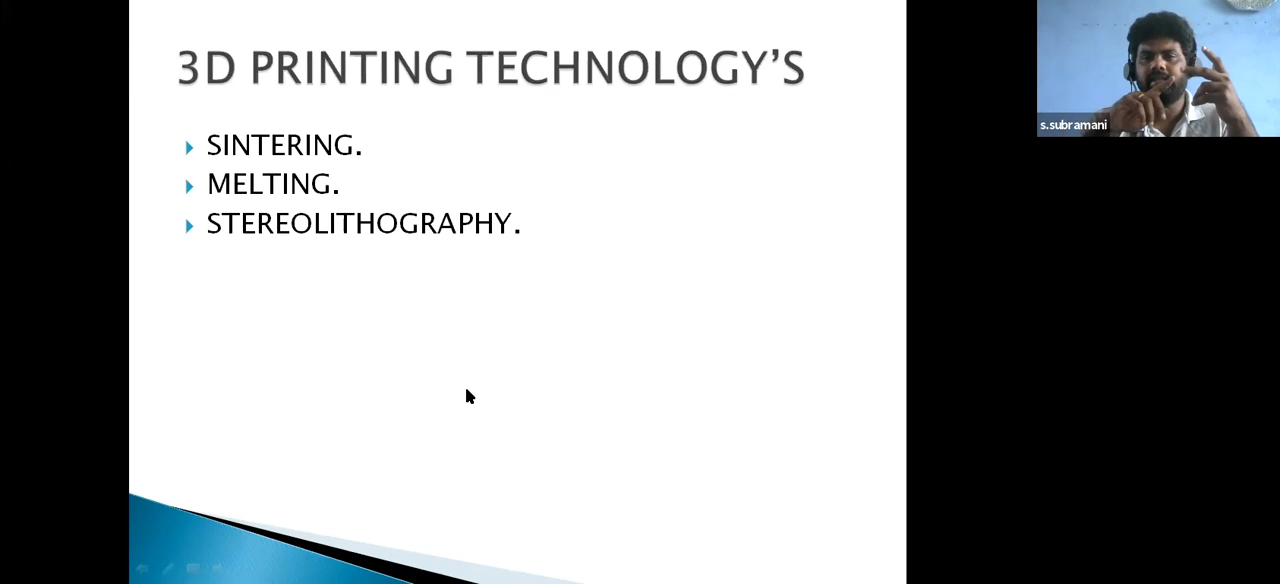 3D PRINTING TECHNOLOGY’S
SINTERING.
MELTING.
STEREOLITHOGRAPHY.
s.subramani